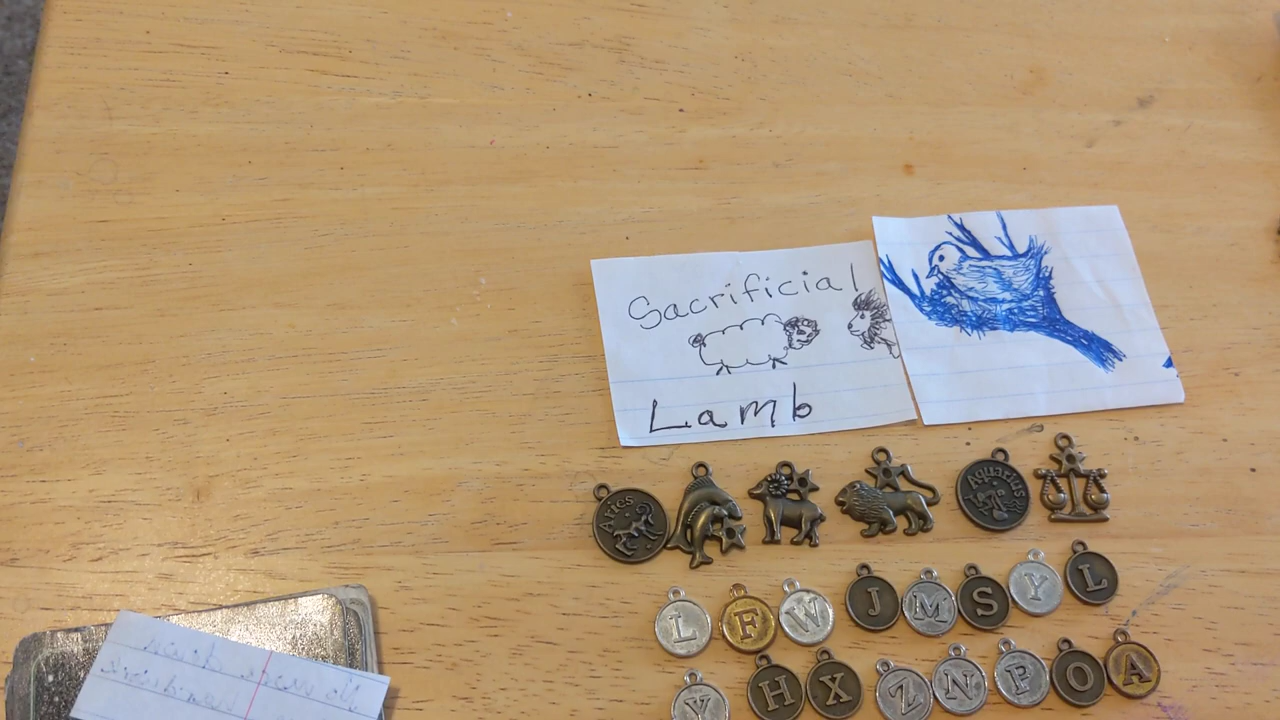 Sacrificial
Lamb
Aries Aquarius
L F W J M S Y L
Y H X Z N P O A